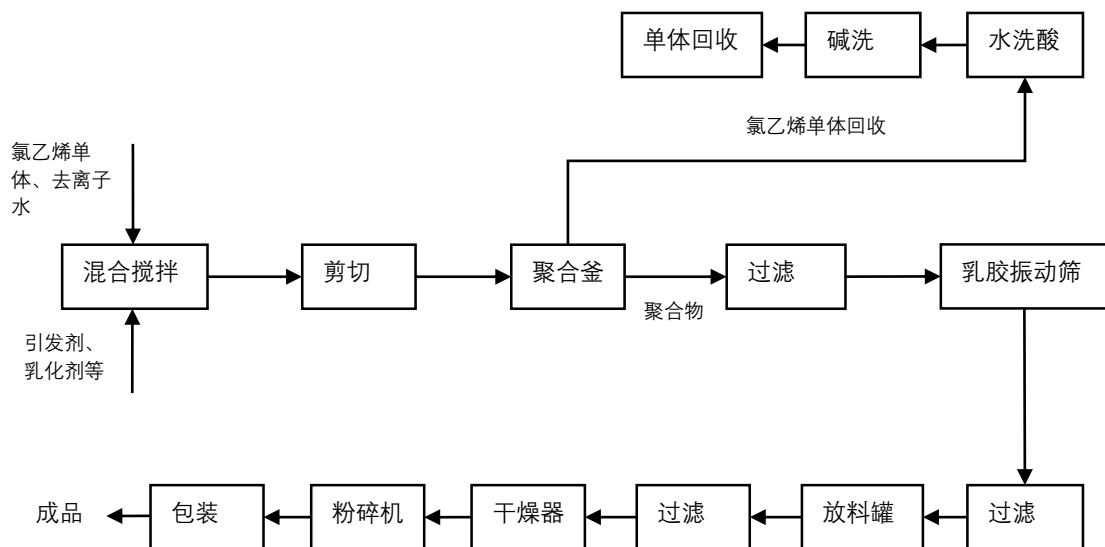 单体回收
碱洗
水洗酸
氯乙烯单体回收
氯乙烯单
体、去离子
水
混合搅拌
剪切
聚合釜
过滤
乳胶振动筛
聚合物
引发剂、
乳化剂等
成品
包装
粉碎机
干燥器
过滤
放料罐
过滤